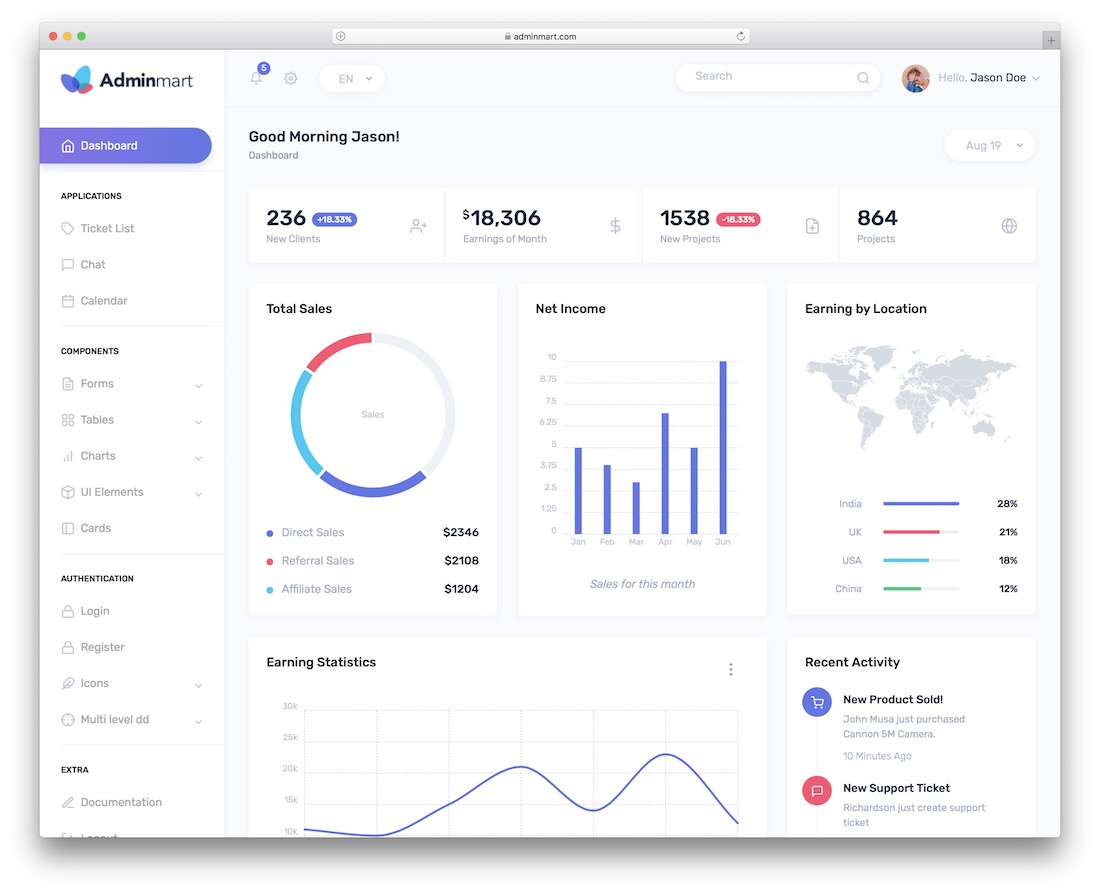 adminmart.com
Adminmart
5
EN
Search
Hello, Jason Doe
Dashboard
APPLICATIONS
Ticket List
Chat
Calendar
COMPONENTS
Forms
Tables
Charts
UI Elements
Cards
AUTHENTICATION
Login
Register
Icons
Multi level dd
EXTRA
Documentation
Logout
Good Morning Jason!
Dashboard
Aug 19
236 +18.33%
New Clients
$18,306
Earnings of Month
1538 -18.33%
New Projects
864
Projects
Total Sales
Sales
Direct Sales $2346
Referral Sales $2108
Affiliate Sales $1204
Net Income
10
8.75
7.5
6.25
5
3.75
2.5
1.25
0
Jan Feb Mar Apr May Jun
Sales for this month
Earning by Location
India 28%
UK 21%
USA 18%
China 12%
Earning Statistics
30k
25k
20k
15k
10k
Recent Activity
New Product Sold!
John Musa just purchased
Cannon 5M Camera.
10 Minutes Ago
New Support Ticket
Richardson just create support
ticket